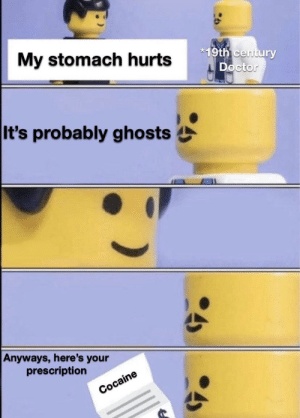 My stomach hurts
*19th century
Doctor
It's probably ghosts
Anyways, here's your
prescription
Cocaine